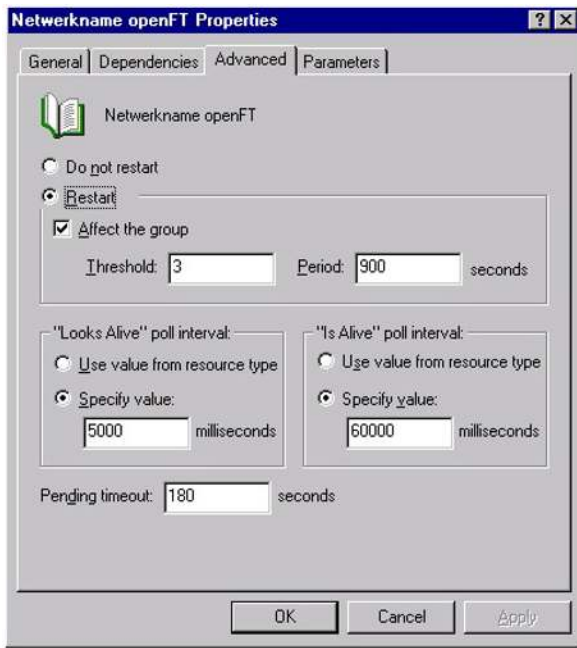 Netwerkname openFT Properties
General Dependencies Advanced Parameters
Netwerkname openFT
Do not restart
Restart
Affect the group
Threshold: 3 Period: 900 seconds
"Looks Alive" poll interval: "Is Alive" poll interval:
Use value from resource type Use value from resource type
Specify value: Specify value:
5000 milliseconds 60000 milliseconds
Pending timeout: 180 seconds
OK Cancel Apply